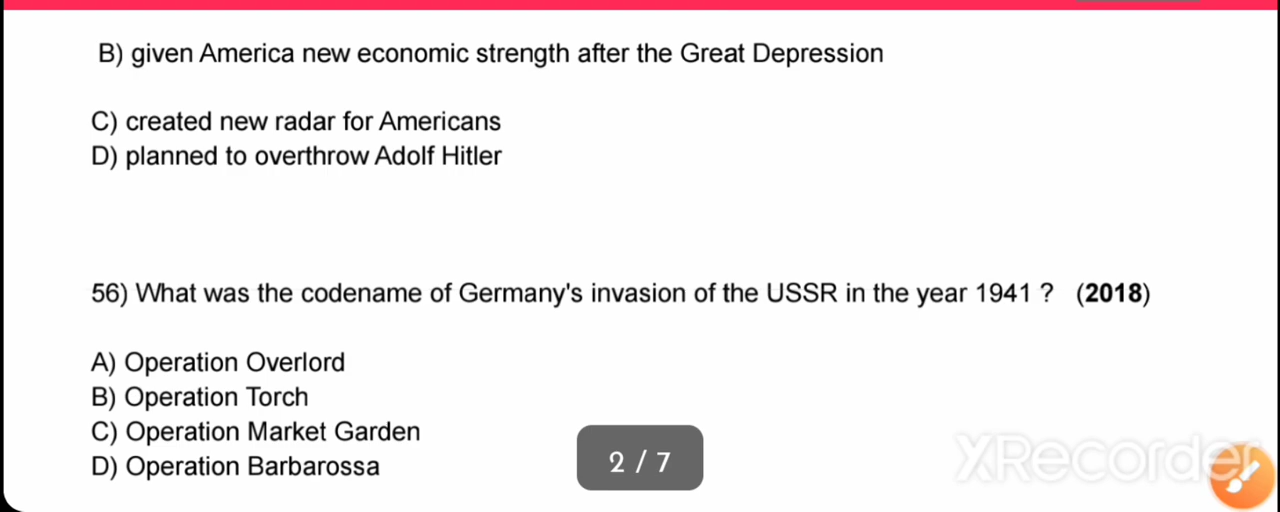 B) given America new economic strength after the Great Depression
C) created new radar for Americans
D) planned to overthrow Adolf Hitler
56) What was the codename of Germany's invasion of the USSR in the year 1941 ? (2018)
A) Operation Overlord
B) Operation Torch
C) Operation Market Garden
D) Operation Barbarossa
2 / 7
XRecorder